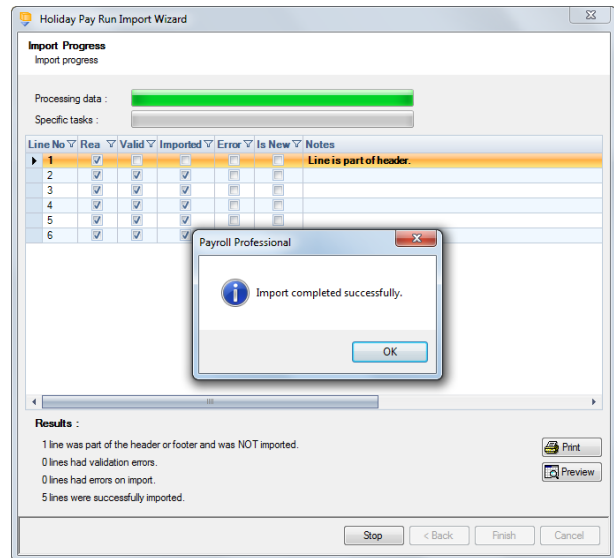 Holiday Pay Run Import Wizard
Import Progress
Import progress
Processing data :
Specific tasks :
Line No Rea Valid Imported Error Is New Notes
1 Line is part of header.
2
3
4
5
6
Payroll Professional
Import completed successfully.
OK
Results :
1 line was part of the header or footer and was NOT imported.
0 lines had validation errors.
0 lines had errors on import.
5 lines were successfully imported.
Print
Preview
Stop < Back Finish Cancel